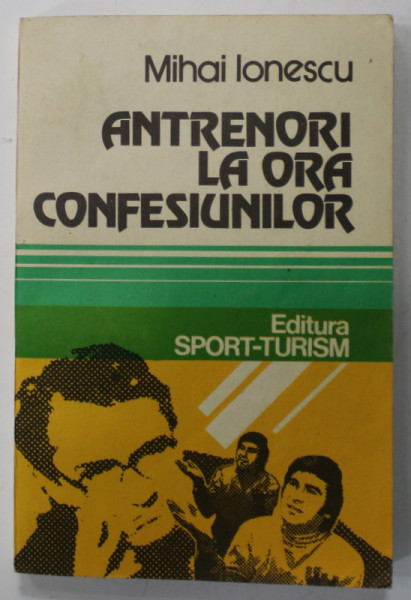 Mihai Ionescu
ANTRENORI
LA ORA
CONFESIUNILOR
Editura
SPORT-TURISM